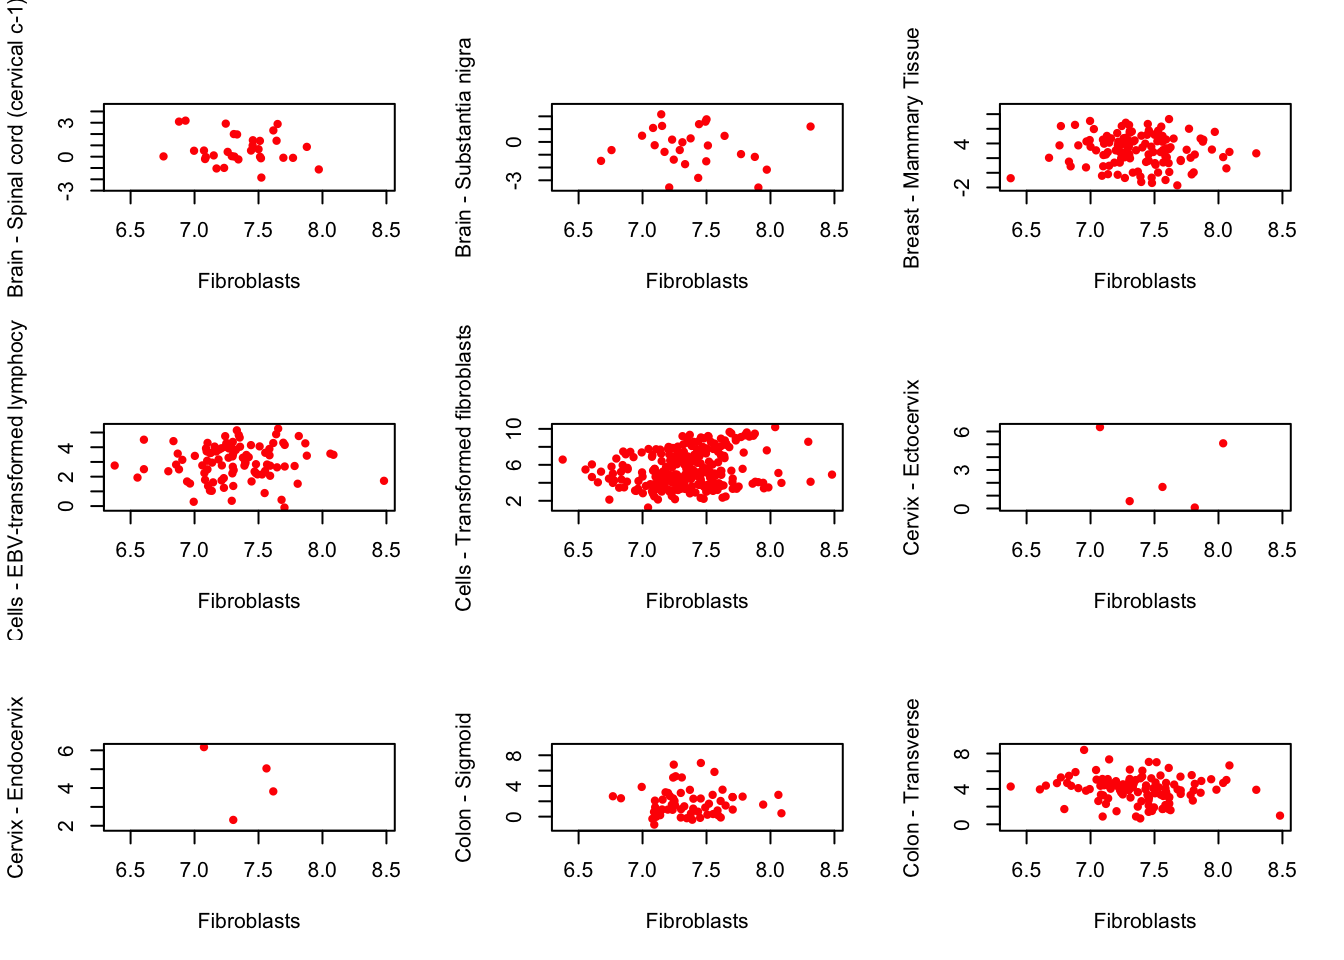 Brain - Spinal cord (cervical c-1)
3
0
-3
6.5 7.0 7.5 8.0 8.5
Fibroblasts
Brain - Substantia nigra
0
-3
6.5 7.0 7.5 8.0 8.5
Fibroblasts
Breast - Mammary Tissue
4
-2
6.5 7.0 7.5 8.0 8.5
Fibroblasts
Cells - EBV-transformed lymphocy
4
2
0
6.5 7.0 7.5 8.0 8.5
Fibroblasts
Cells - Transformed fibroblasts
10
6
2
6.5 7.0 7.5 8.0 8.5
Fibroblasts
Cervix - Ectocervix
6
3
0
6.5 7.0 7.5 8.0 8.5
Fibroblasts
Cervix - Endocervix
6
4
2
6.5 7.0 7.5 8.0 8.5
Fibroblasts
Colon - Sigmoid
8
4
0
6.5 7.0 7.5 8.0 8.5
Fibroblasts
Colon - Transverse
8
4
0
6.5 7.0 7.5 8.0 8.5
Fibroblasts